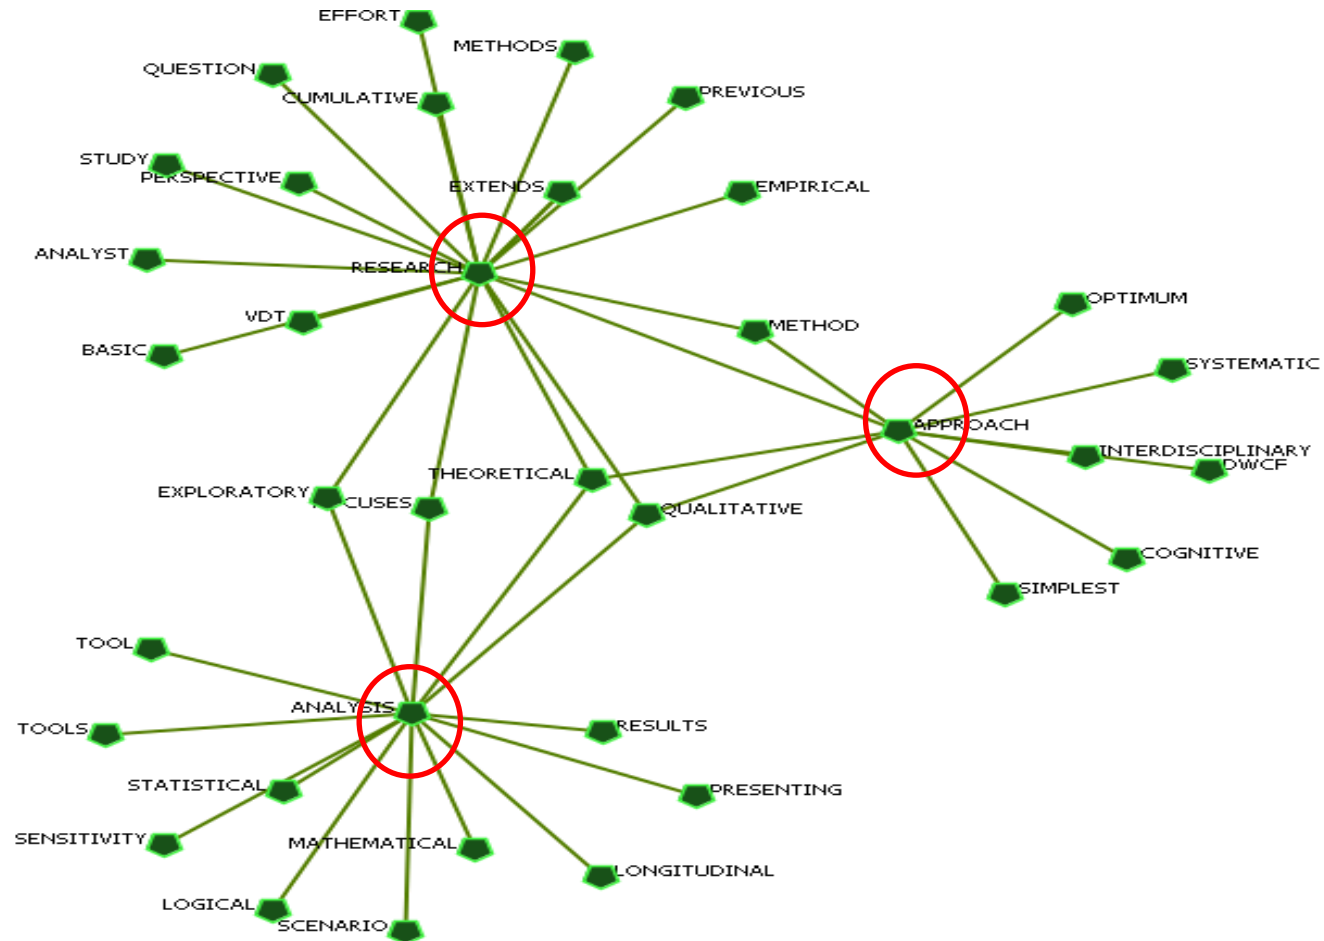 EFFORT
METHODS
QUESTION
CUMULATIVE
PREVIOUS
STUDY
PERSPECTIVE
EXTENDS
EMPIRICAL
ANALYST
RESEARCH
OPTIMUM
VDT
METHOD
BASIC
SYSTEMATIC
APPROACH
INTERDISCIPLINARY
DWCF
THEORETICAL
EXPLORATORY
FOCUSES
QUALITATIVE
COGNITIVE
SIMPLEST
TOOL
ANALYSIS
TOOLS
RESULTS
STATISTICAL
PRESENTING
SENSITIVITY
MATHEMATICAL
LONGITUDINAL
LOGICAL
SCENARIO